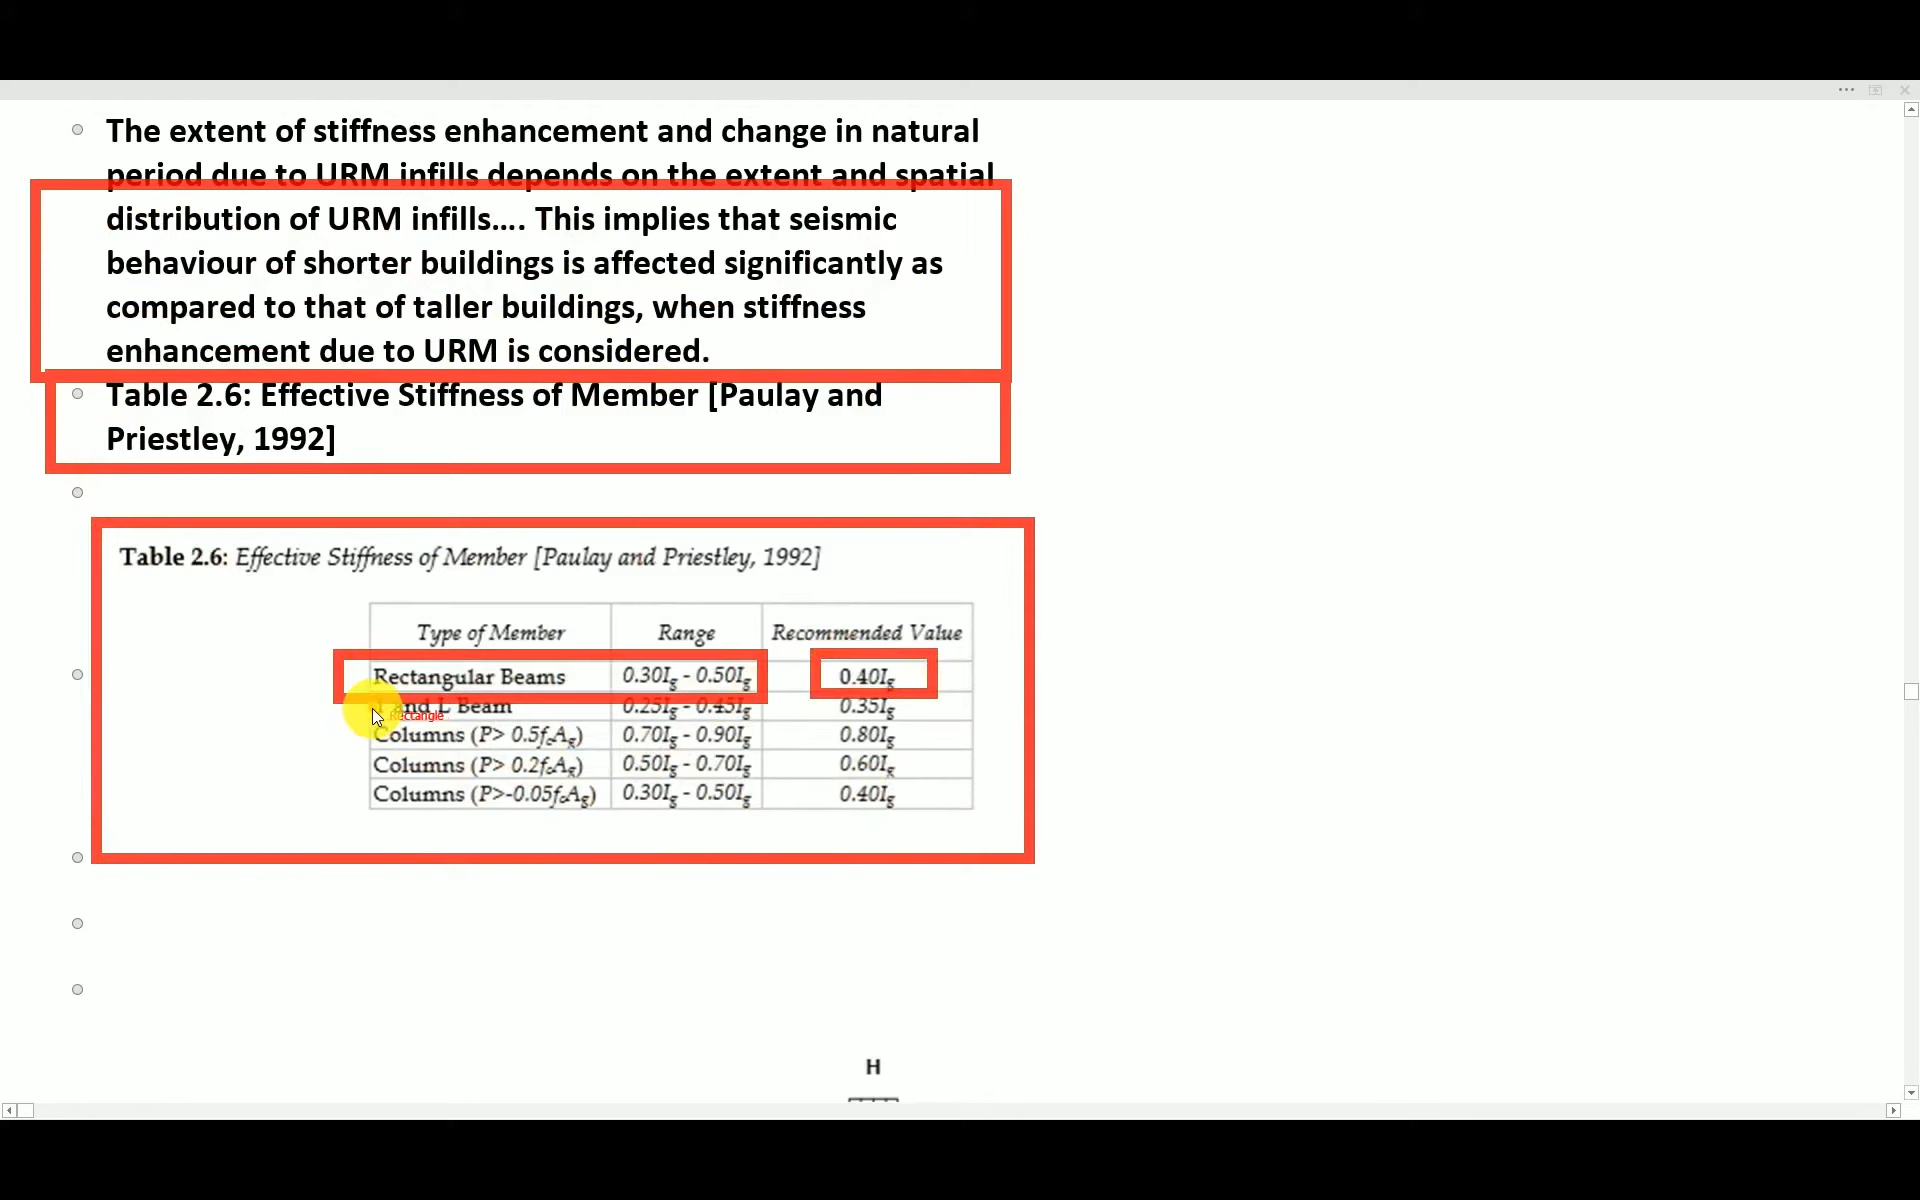 The extent of stiffness enhancement and change in natural
period due to URM infills depends on the extent and spatial
distribution of URM infills.... This implies that seismic
behaviour of shorter buildings is affected significantly as
compared to that of taller buildings, when stiffness
enhancement due to URM is considered.
Table 2.6: Effective Stiffness of Member [Paulay and
Priestley, 1992]
Table 2.6: Effective Stiffness of Member [Paulay and Priestley, 1992]
Type of Member Range Recommended Value
Rectangular Beams 0.30Ig - 0.50Ig 0.40Ig
T and L Beam 0.25Ig - 0.45Ig 0.35Ig
Rectangle
Columns (P> 0.5fcAg) 0.70Ig - 0.90Ig 0.80Ig
Columns (P> 0.2fcAg) 0.50Ig - 0.70Ig 0.60Ig
Columns (P>-0.05fcAg) 0.30Ig - 0.50Ig 0.40Ig
H